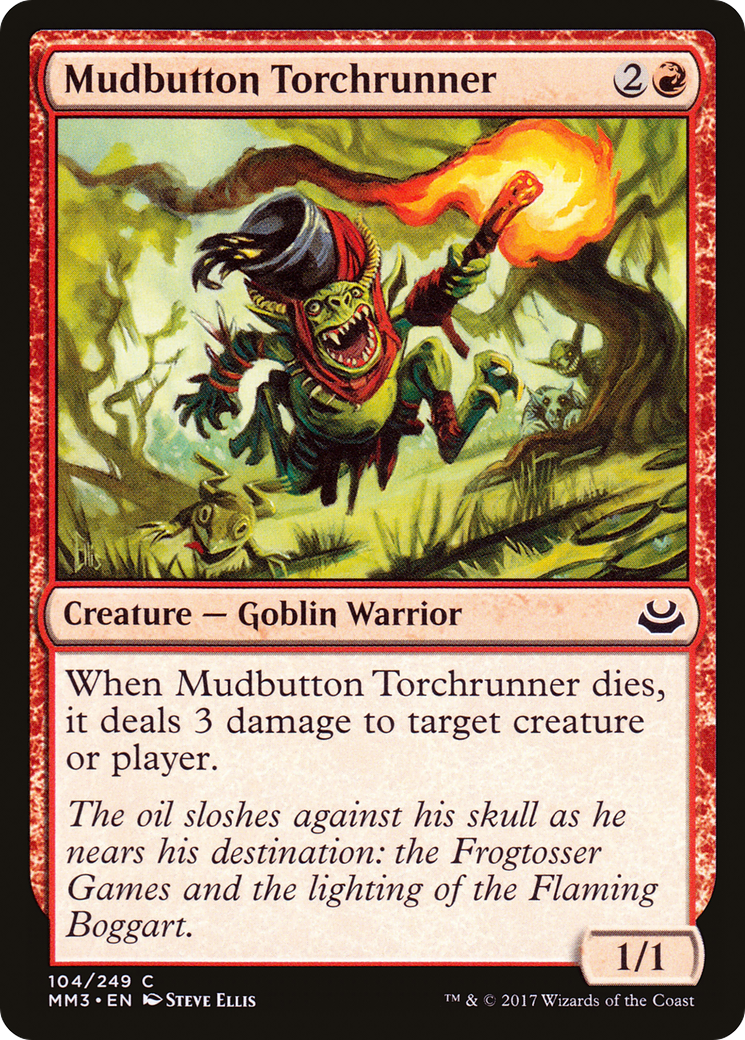 Mudbutton Torchrunner 2
Ellis
Creature — Goblin Warrior
When Mudbutton Torchrunner dies,
it deals 3 damage to target creature
or player.
The oil sloshes against his skull as he
nears his destination: the Frogtosser
Games and the lighting of the Flaming
Boggart.
1/1
104/249 C
MM3 • EN Steve Ellis
™ & © 2017 Wizards of the Coast